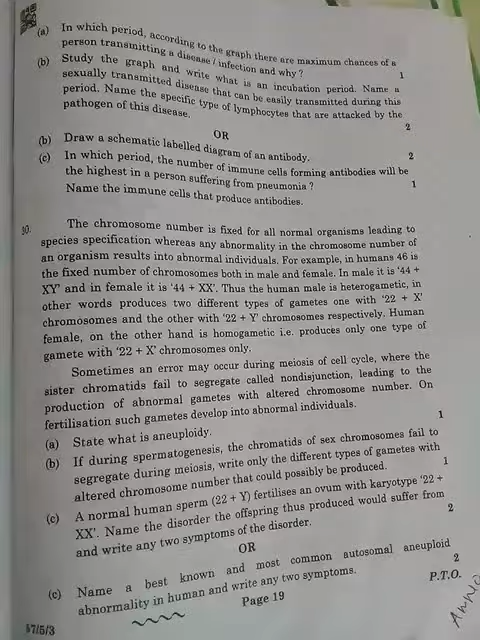 (a) In which period, according to the graph there are maximum chances of a
person transmitting a disease / infection and why ? 1
(b) Study the graph and write what is an incubation period. Name a
sexually transmitted disease that can be easily transmitted during this
period. Name the specific type of lymphocytes that are attacked by the
pathogen of this disease. 2
OR
(b) Draw a schematic labelled diagram of an antibody. 2
(c) In which period, the number of immune cells forming antibodies will be
the highest in a person suffering from pneumonia ? 1
Name the immune cells that produce antibodies.
30. The chromosome number is fixed for all normal organisms leading to
species specification whereas any abnormality in the chromosome number of
an organism results into abnormal individuals. For example, in humans 46 is
the fixed number of chromosomes both in male and female. In male it is '44 +
XY' and in female it is '44 + XX'. Thus the human male is heterogametic, in
other words produces two different types of gametes one with '22 + X'
chromosomes and the other with '22 + Y' chromosomes respectively. Human
female, on the other hand is homogametic i.e. produces only one type of
gamete with '22 + X' chromosomes only.
Sometimes an error may occur during meiosis of cell cycle, where the
sister chromatids fail to segregate called nondisjunction, leading to the
production of abnormal gametes with altered chromosome number. On
fertilisation such gametes develop into abnormal individuals.
(a) State what is aneuploidy. 1
(b) If during spermatogenesis, the chromatids of sex chromosomes fail to
segregate during meiosis, write only the different types of gametes with
altered chromosome number that could possibly be produced. 1
(c) A normal human sperm (22 + Y) fertilises an ovum with karyotype '22 +
XX'. Name the disorder the offspring thus produced would suffer from
and write any two symptoms of the disorder. 2
OR
(c) Name a best known and most common autosomal aneuploid
abnormality in human and write any two symptoms. 2
57/5/3 Page 19 P.T.O.